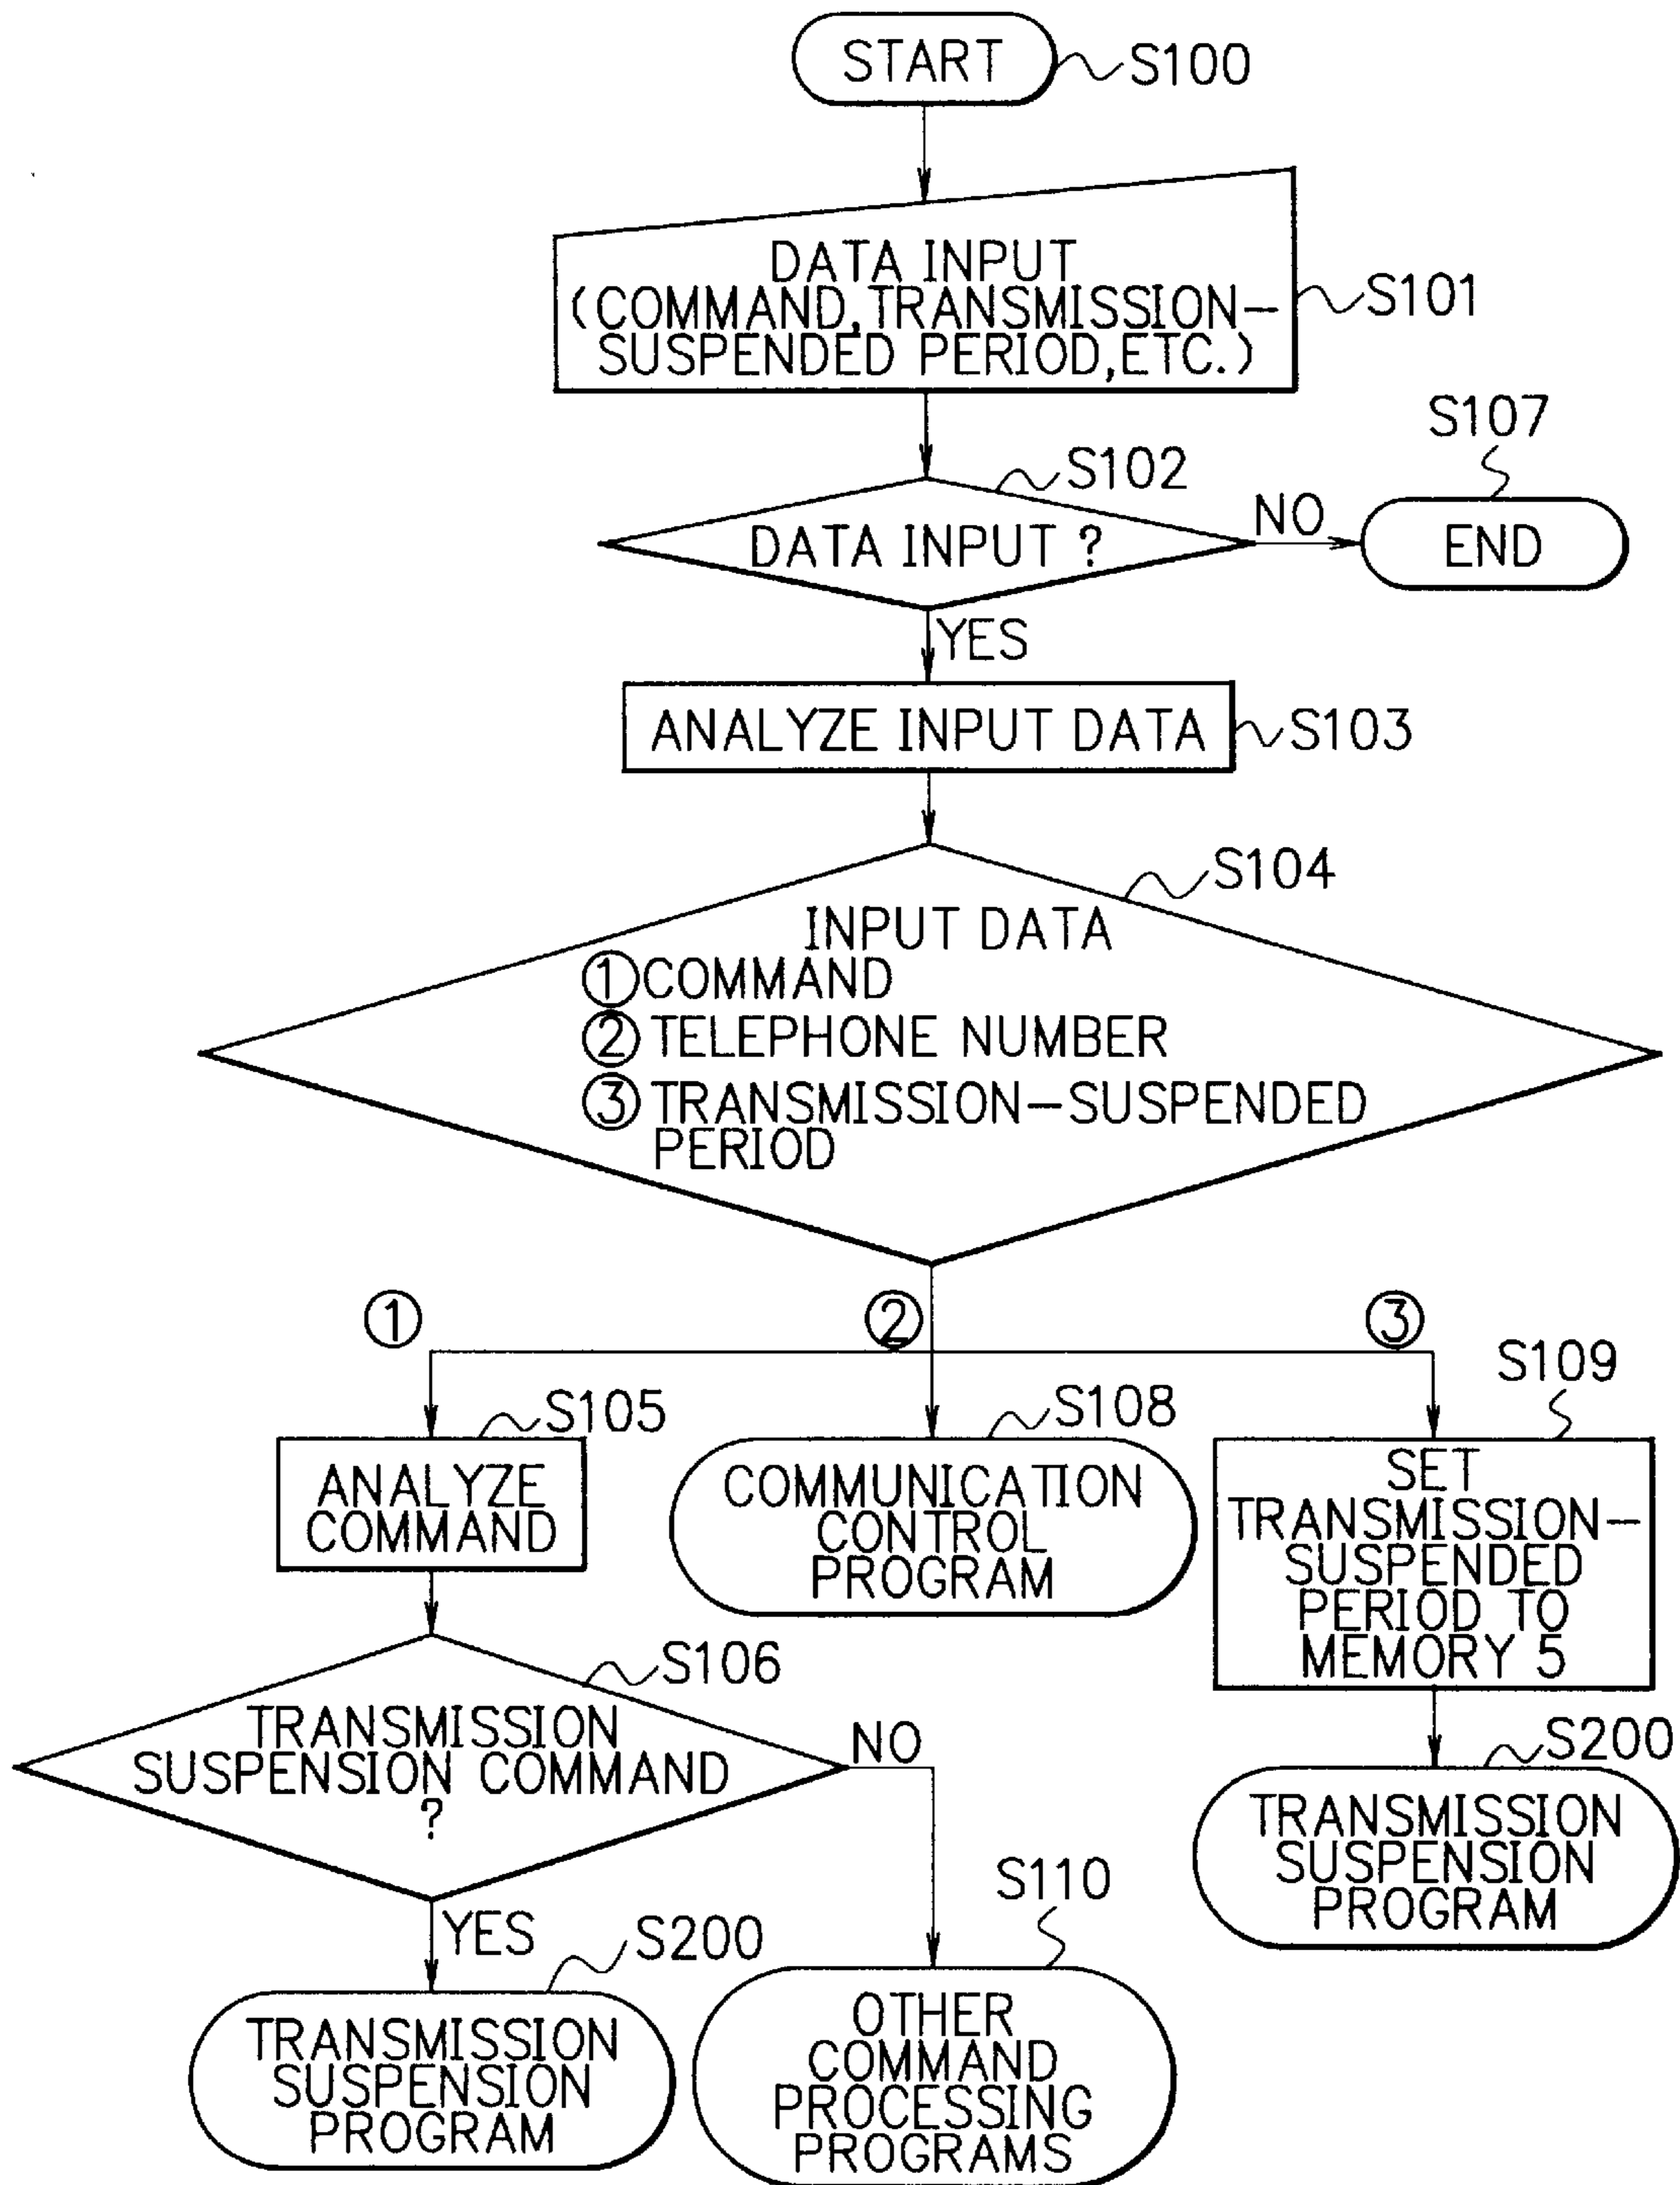 START
S100
DATA INPUT
(COMMAND,TRANSMISSION-
SUSPENDED PERIOD,ETC.)
S101
S107
S102
DATA INPUT ?
NO
END
YES
ANALYZE INPUT DATA
S103
S104
INPUT DATA
① COMMAND
② TELEPHONE NUMBER
③ TRANSMISSION-SUSPENDED
PERIOD
①
②
③
S105
S108
S109
ANALYZE
COMMAND
COMMUNICATION
CONTROL
PROGRAM
SET
TRANSMISSION-
SUSPENDED
PERIOD TO
MEMORY 5
S106
TRANSMISSION
SUSPENSION COMMAND
?
NO
S200
TRANSMISSION
SUSPENSION
PROGRAM
YES
S200
S110
TRANSMISSION
SUSPENSION
PROGRAM
OTHER
COMMAND
PROCESSING
PROGRAMS